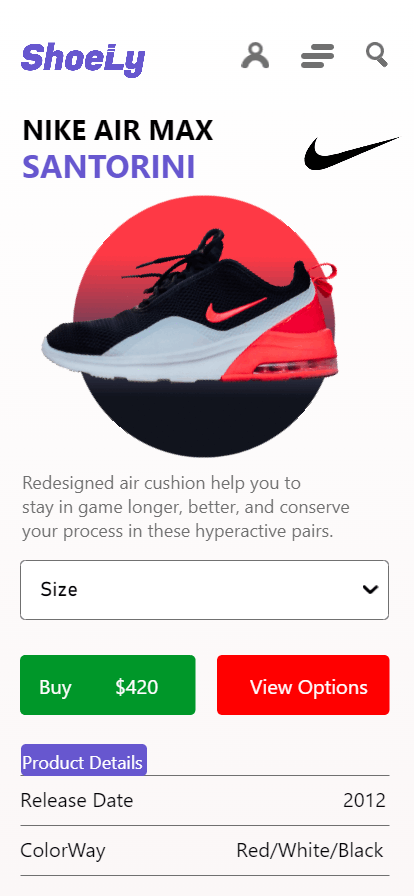 ShoeLy
NIKE AIR MAX
SANTORINI
Redesigned air cushion help you to
stay in game longer, better, and conserve
your process in these hyperactive pairs.
Size
Buy $420 View Options
Product Details
Release Date 2012
ColorWay Red/White/Black